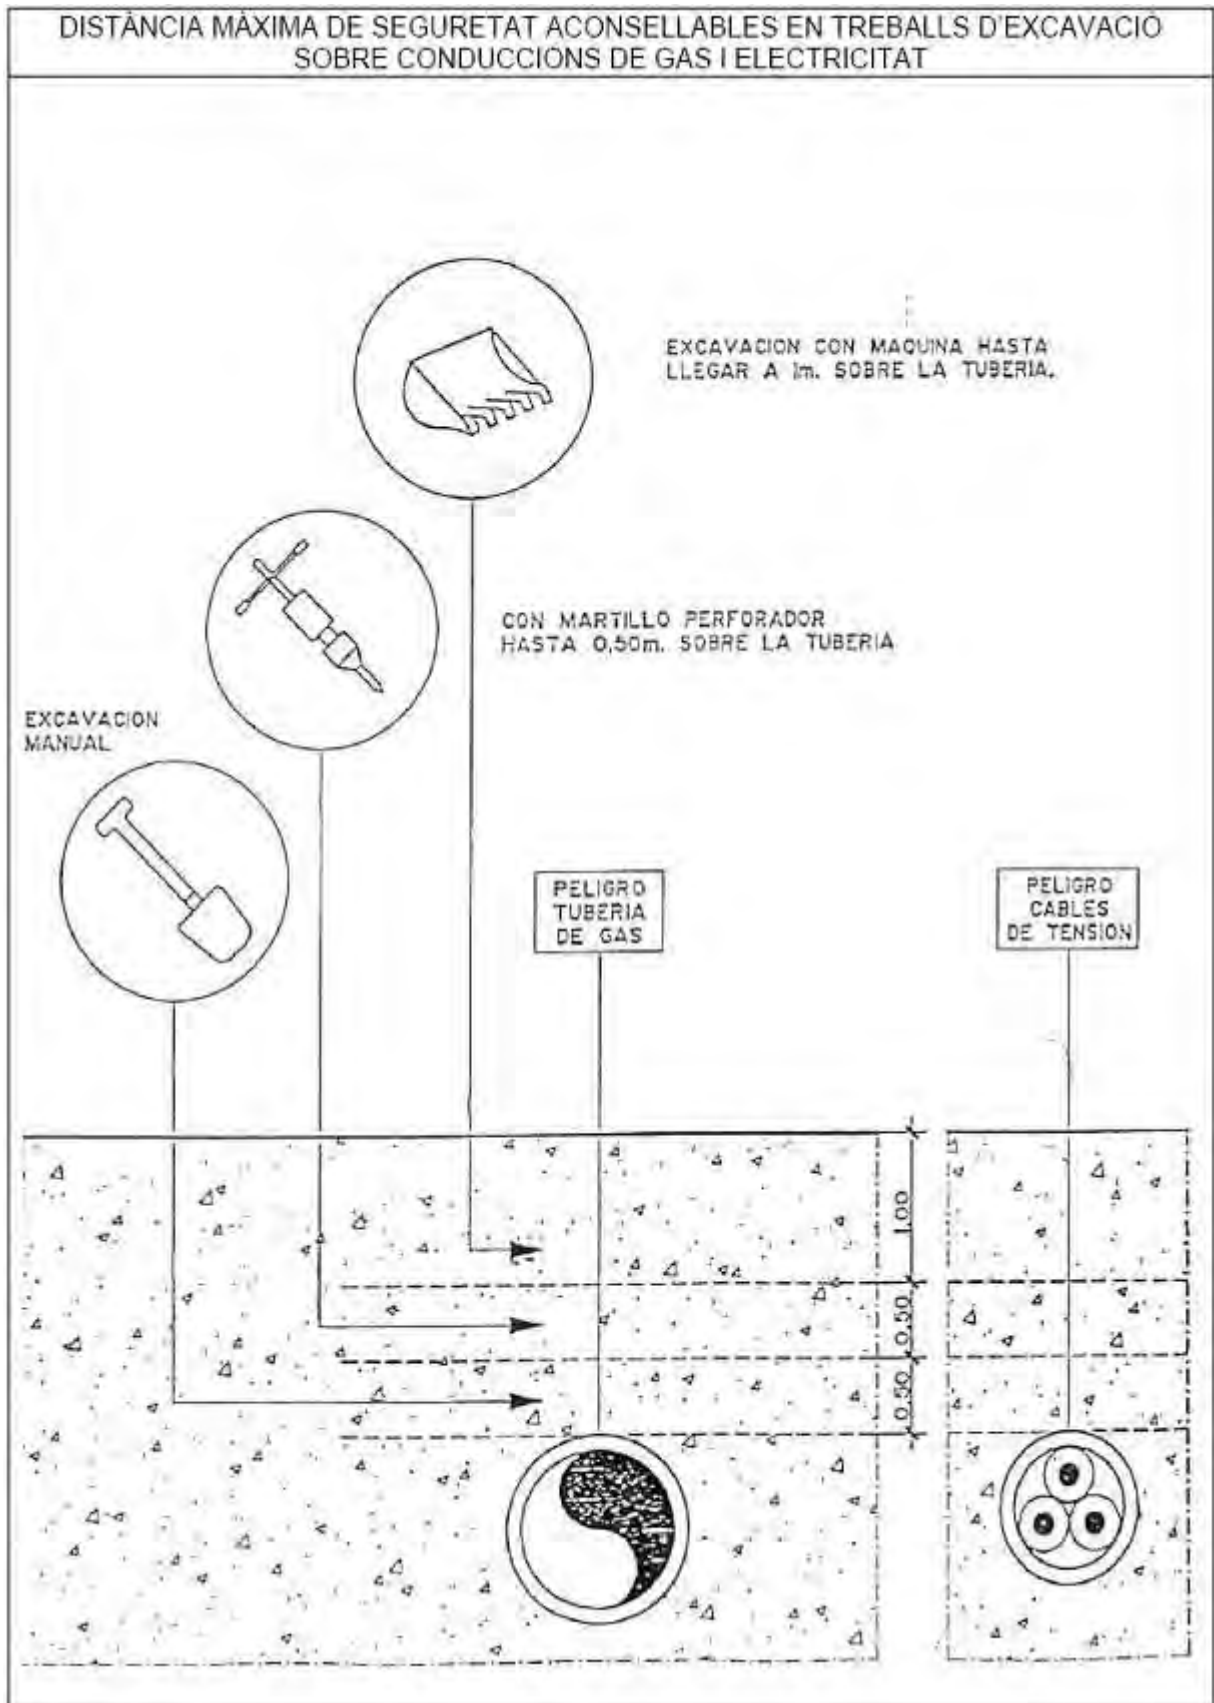 DISTÀNCIA MÀXIMA DE SEGURETAT ACONSELLABLES EN TREBALLS D'EXCAVACIÓ
SOBRE CONDUCCIONS DE GAS I ELECTRICITAT
EXCAVACION CON MAQUINA HASTA
LLEGAR A 1m. SOBRE LA TUBERIA.
CON MARTILLO PERFORADOR
HASTA 0,50m. SOBRE LA TUBERIA
EXCAVACION
MANUAL
PELIGRO
TUBERIA
DE GAS
PELIGRO
CABLES
DE TENSION
1.00
0.50
0.50